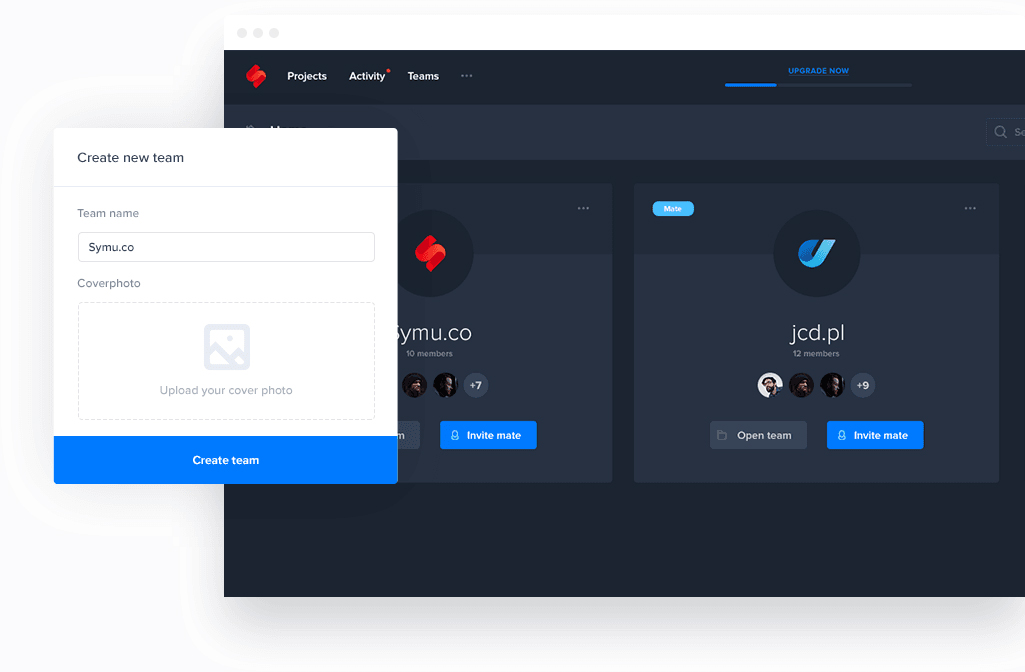 Projects
Activity
Teams
UPGRADE NOW
Create new team
Team name
Symu.co
Coverphoto
Upload your cover photo
Create team
Symu.co
10 members
+7
Invite mate
Mate
jcd.pl
12 members
+9
Open team
Invite mate